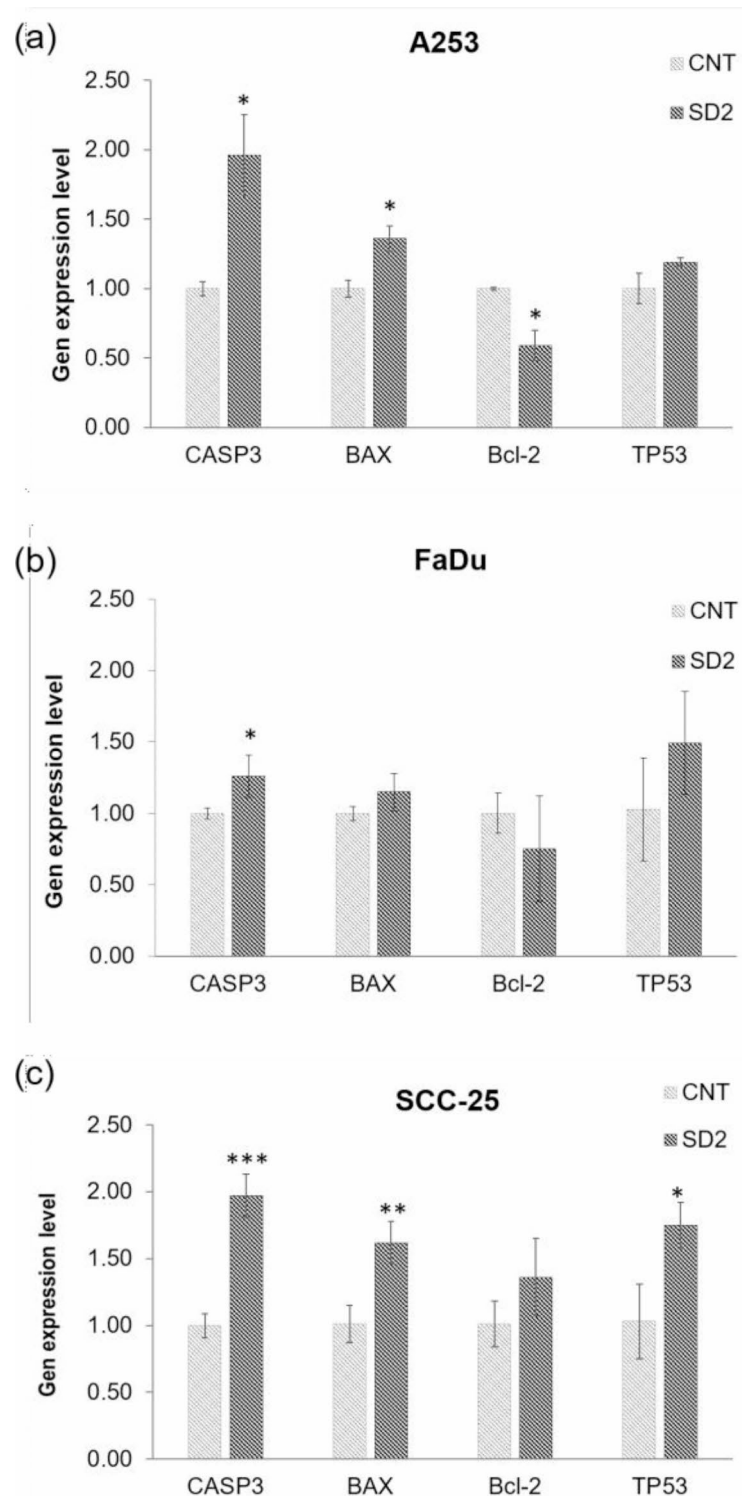 (a)
A253
CNT
SD2
Gen expression level
2.50
2.00
1.50
1.00
0.50
0.00
*
*
*
CASP3 BAX Bcl-2 TP53
(b)
FaDu
CNT
SD2
Gen expression level
2.50
2.00
1.50
1.00
0.50
0.00
*
CASP3 BAX Bcl-2 TP53
(c)
SCC-25
CNT
SD2
Gen expression level
2.50
2.00
1.50
1.00
0.50
0.00
***
**
*
CASP3 BAX Bcl-2 TP53